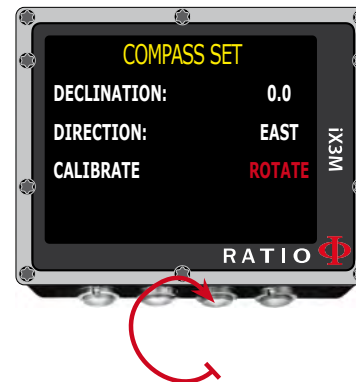 COMPASS SET
DECLINATION: 0.0
DIRECTION: EAST
CALIBRATE ROTATE
iX3M
RATIO